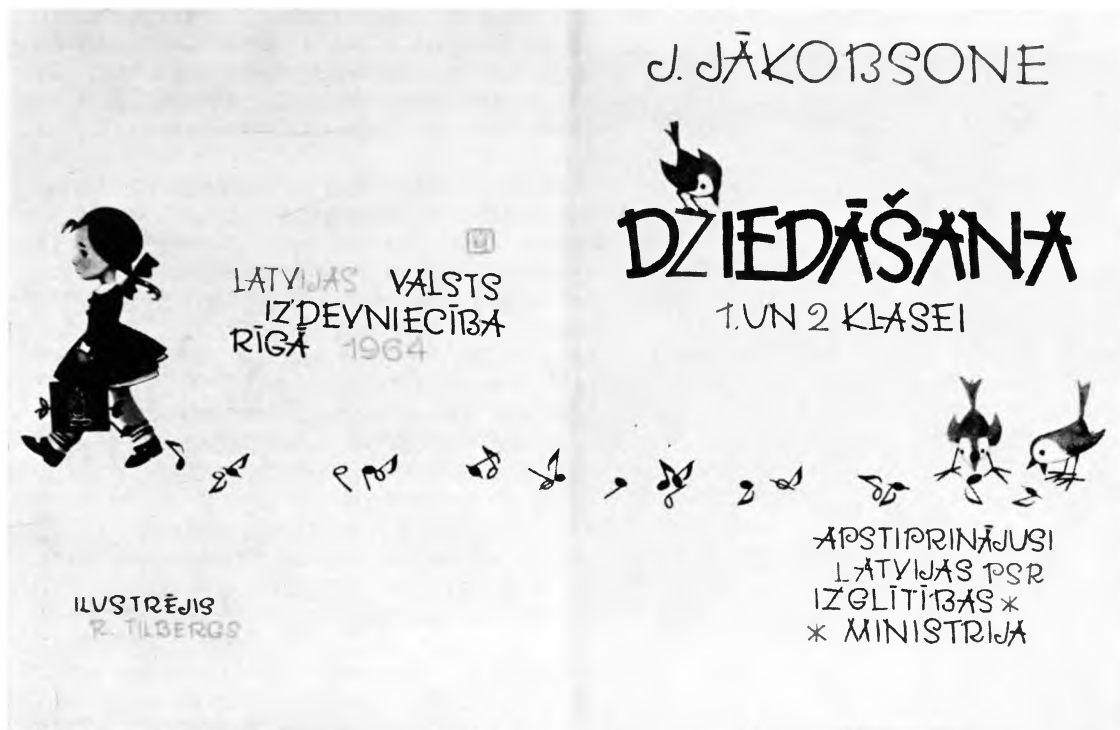 J. JĀKOBSONE
DZIEDĀŠANA
1. UN 2 KLASEI
LATVIJAS VALSTS
IZDEVNIECĪBA
RĪGĀ 1964
APSTIPRINĀJUSI
LATVIJAS PSR
IZGLĪTĪBAS *
* MINISTRIJA
ILUSTRĒJIS
R. TILBERGS